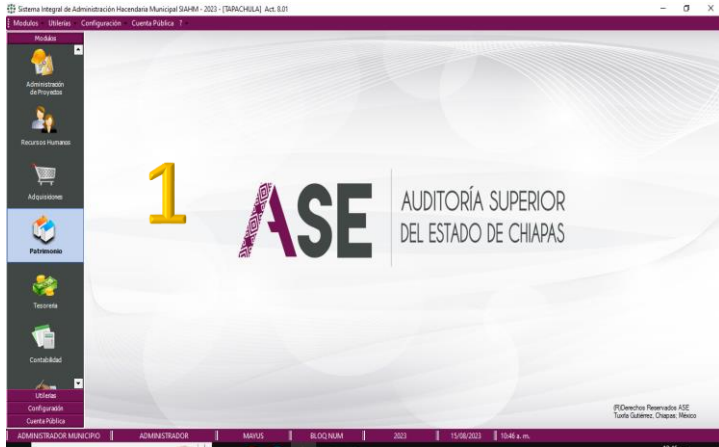 Sistema Integral de Administración Hacendaria Municipal SIAHM - 2023 - [TAPACHULA] Act. 8.01
Modulos Utilerias Configuración Cuenta Pública ?
Modulos
Administración
de Proyectos
Recursos Humanos
Adquisiciones
Patrimonio
Tesoreria
Contabilidad
Utilerias
Configuración
Cuenta Pública
1
ASE
AUDITORÍA SUPERIOR
DEL ESTADO DE CHIAPAS
(R)Derechos Reservados ASE
Tuxtla Gutiérrez, Chiapas; México
ADMINISTRADOR MUNICIPIO ADMINISTRADOR MAYUS BLOQ NUM 2023 15/08/2023 10:46 a. m.